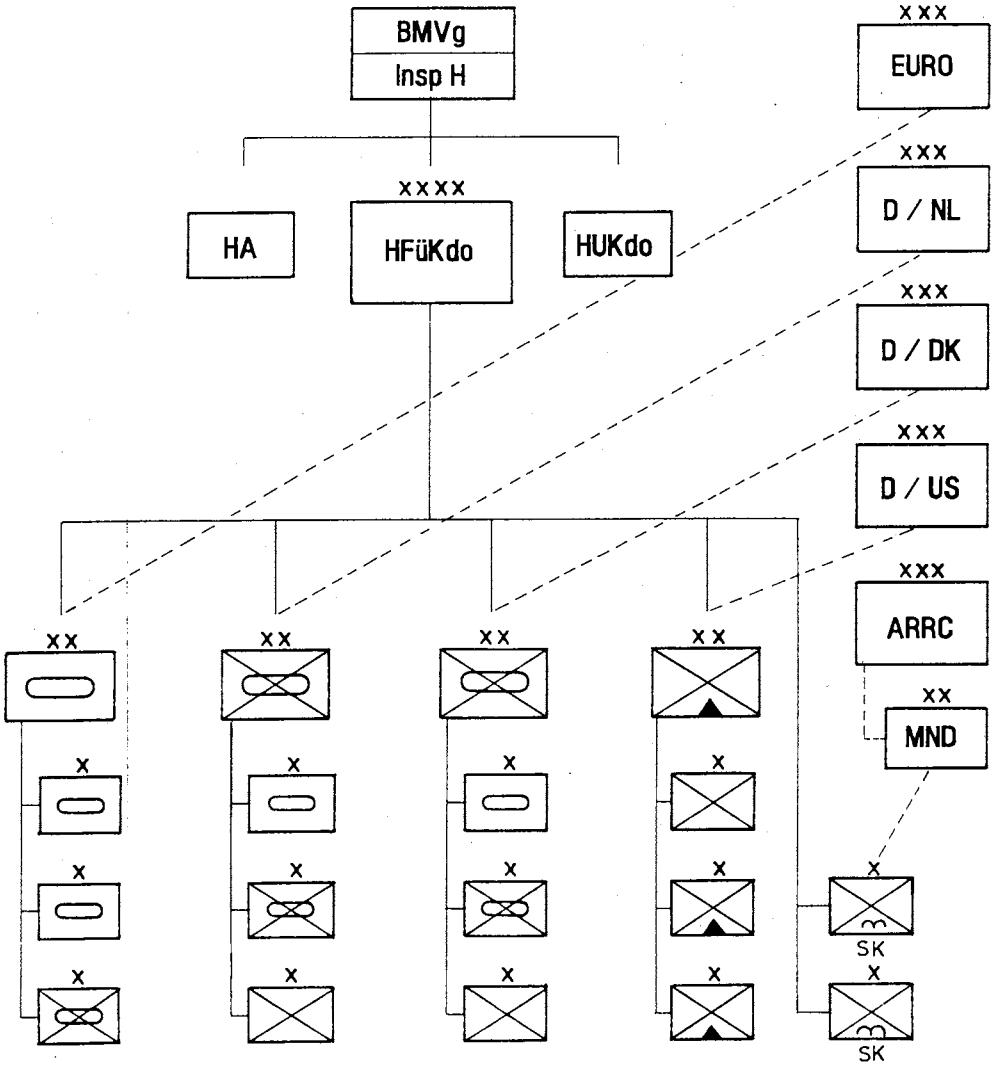 BMVg
Insp H
XXXX
HA
HFüKdo
HUKdo
XXX
EURO
XXX
D / NL
XXX
D / DK
XXX
D / US
XXX
ARRC
XX
MND
XX
XX
XX
XX
X
X
X
X
X
X
X
X
X
SK
X
X
X
X
X
SK